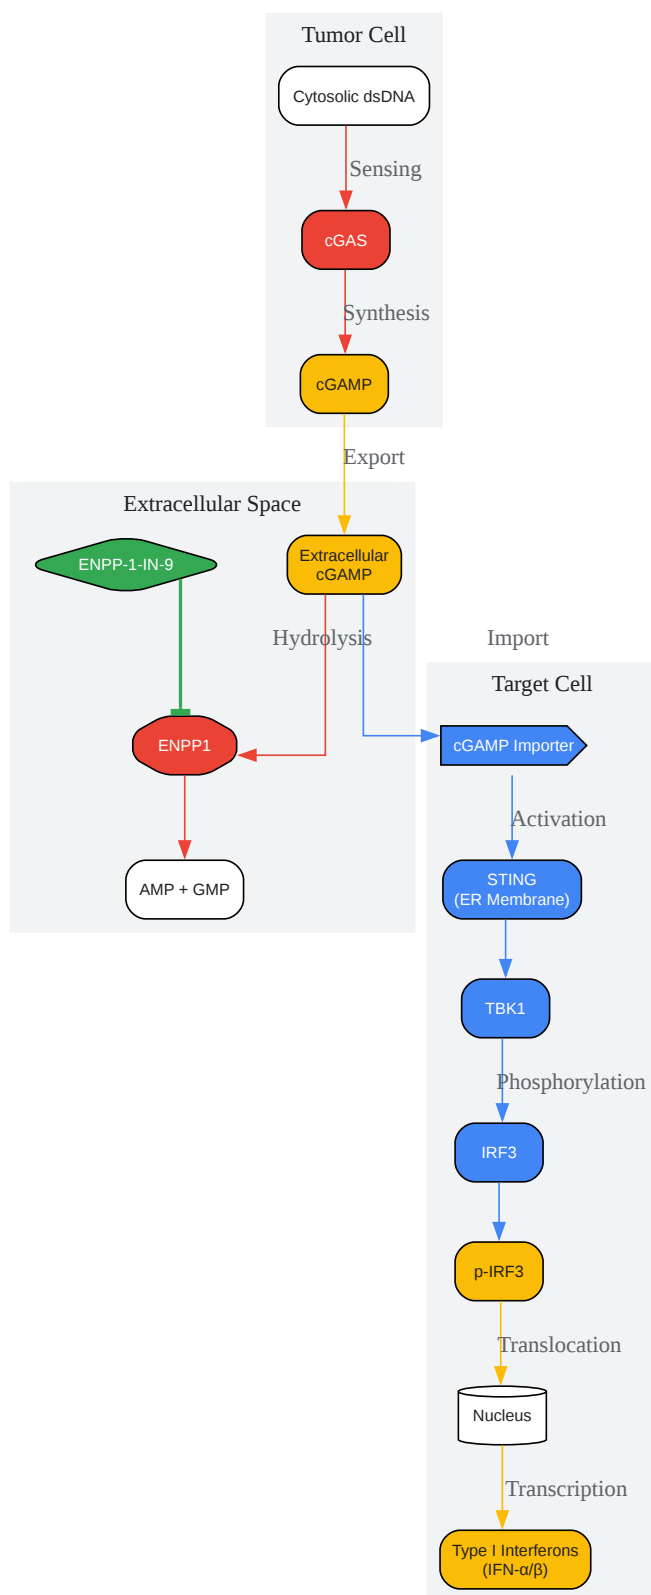 Tumor Cell
Cytosolic dsDNA
Sensing
cGAS
Synthesis
cGAMP
Export
Extracellular Space
ENPP-1-IN-9
Extracellular
cGAMP
Hydrolysis
Import
Target Cell
ENPP1
cGAMP Importer
Activation
AMP + GMP
STING
(ER Membrane)
TBK1
Phosphorylation
IRF3
p-IRF3
Translocation
Nucleus
Transcription
Type I Interferons
(IFN-α/β)